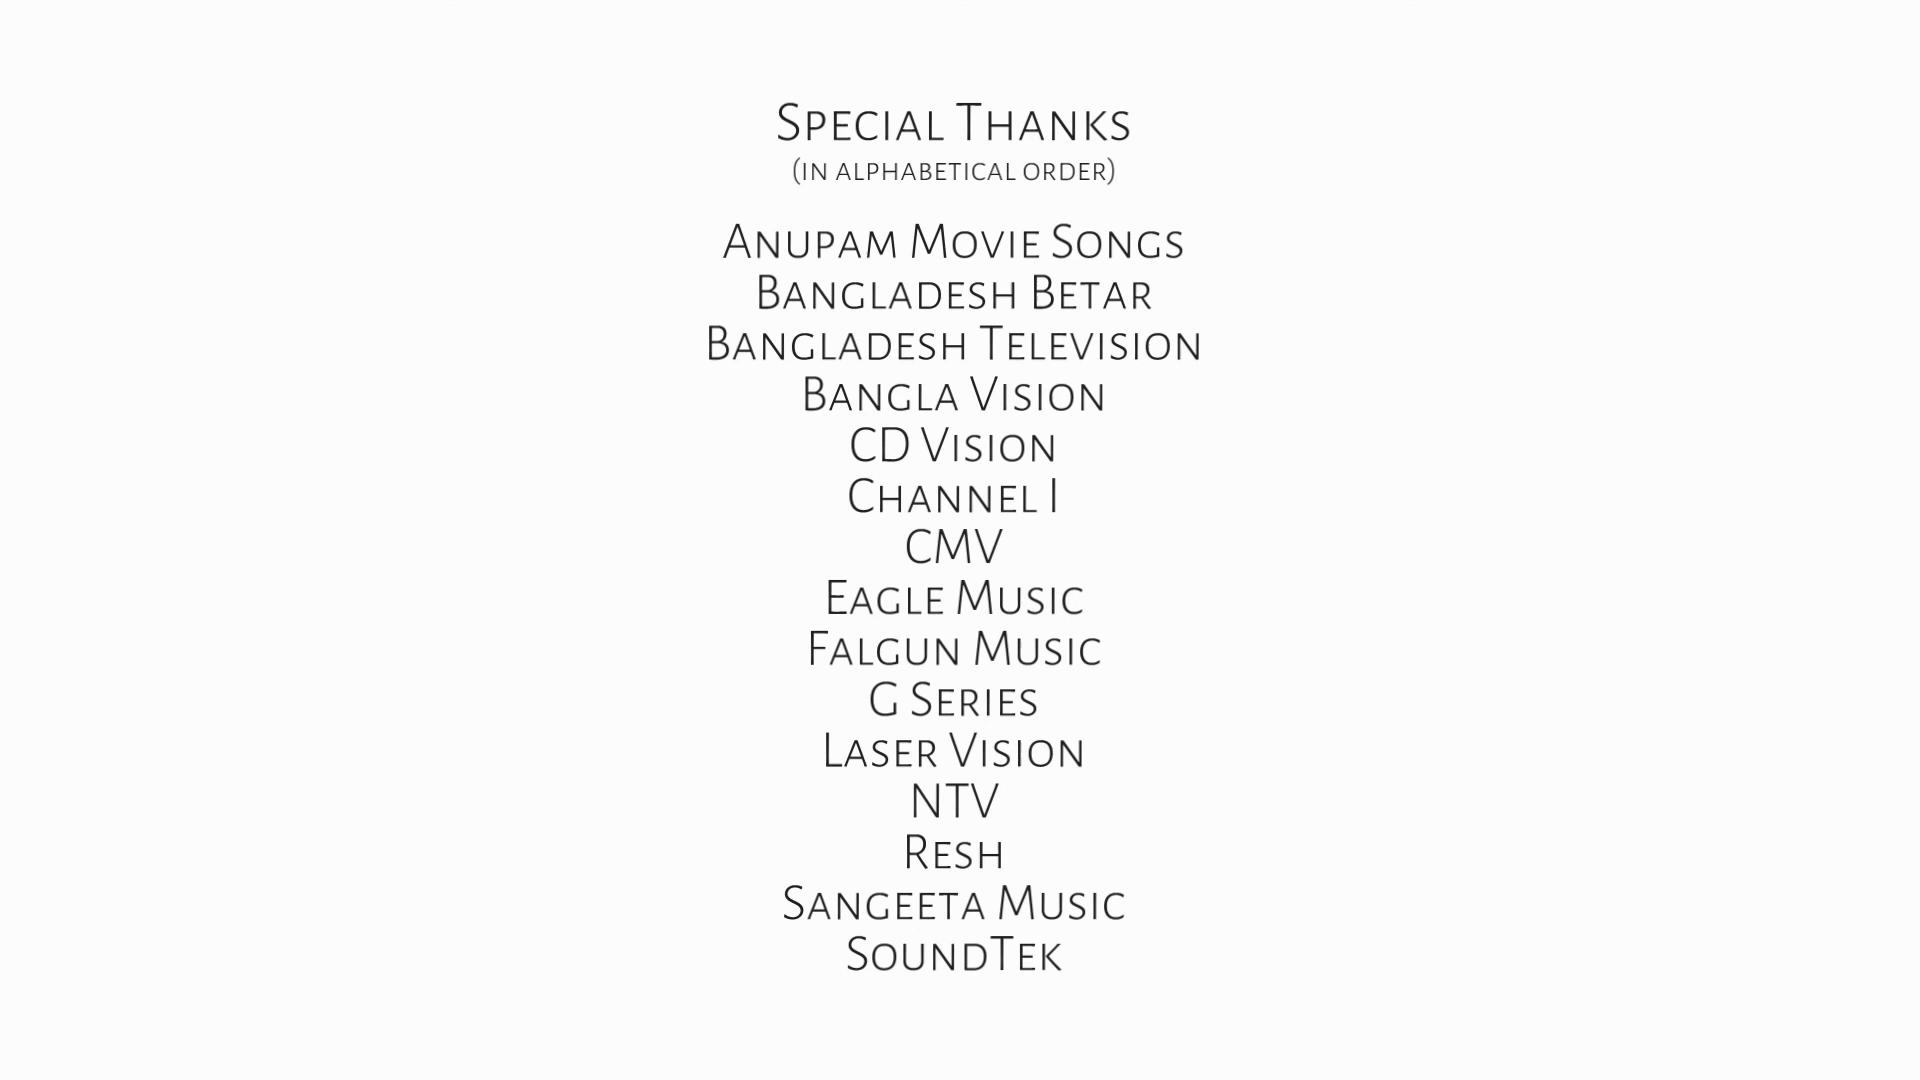 Special Thanks
(in alphabetical order)
Anupam Movie Songs
Bangladesh Betar
Bangladesh Television
Bangla Vision
CD Vision
Channel I
CMV
Eagle Music
Falgun Music
G Series
Laser Vision
NTV
Resh
Sangeeta Music
SoundTek